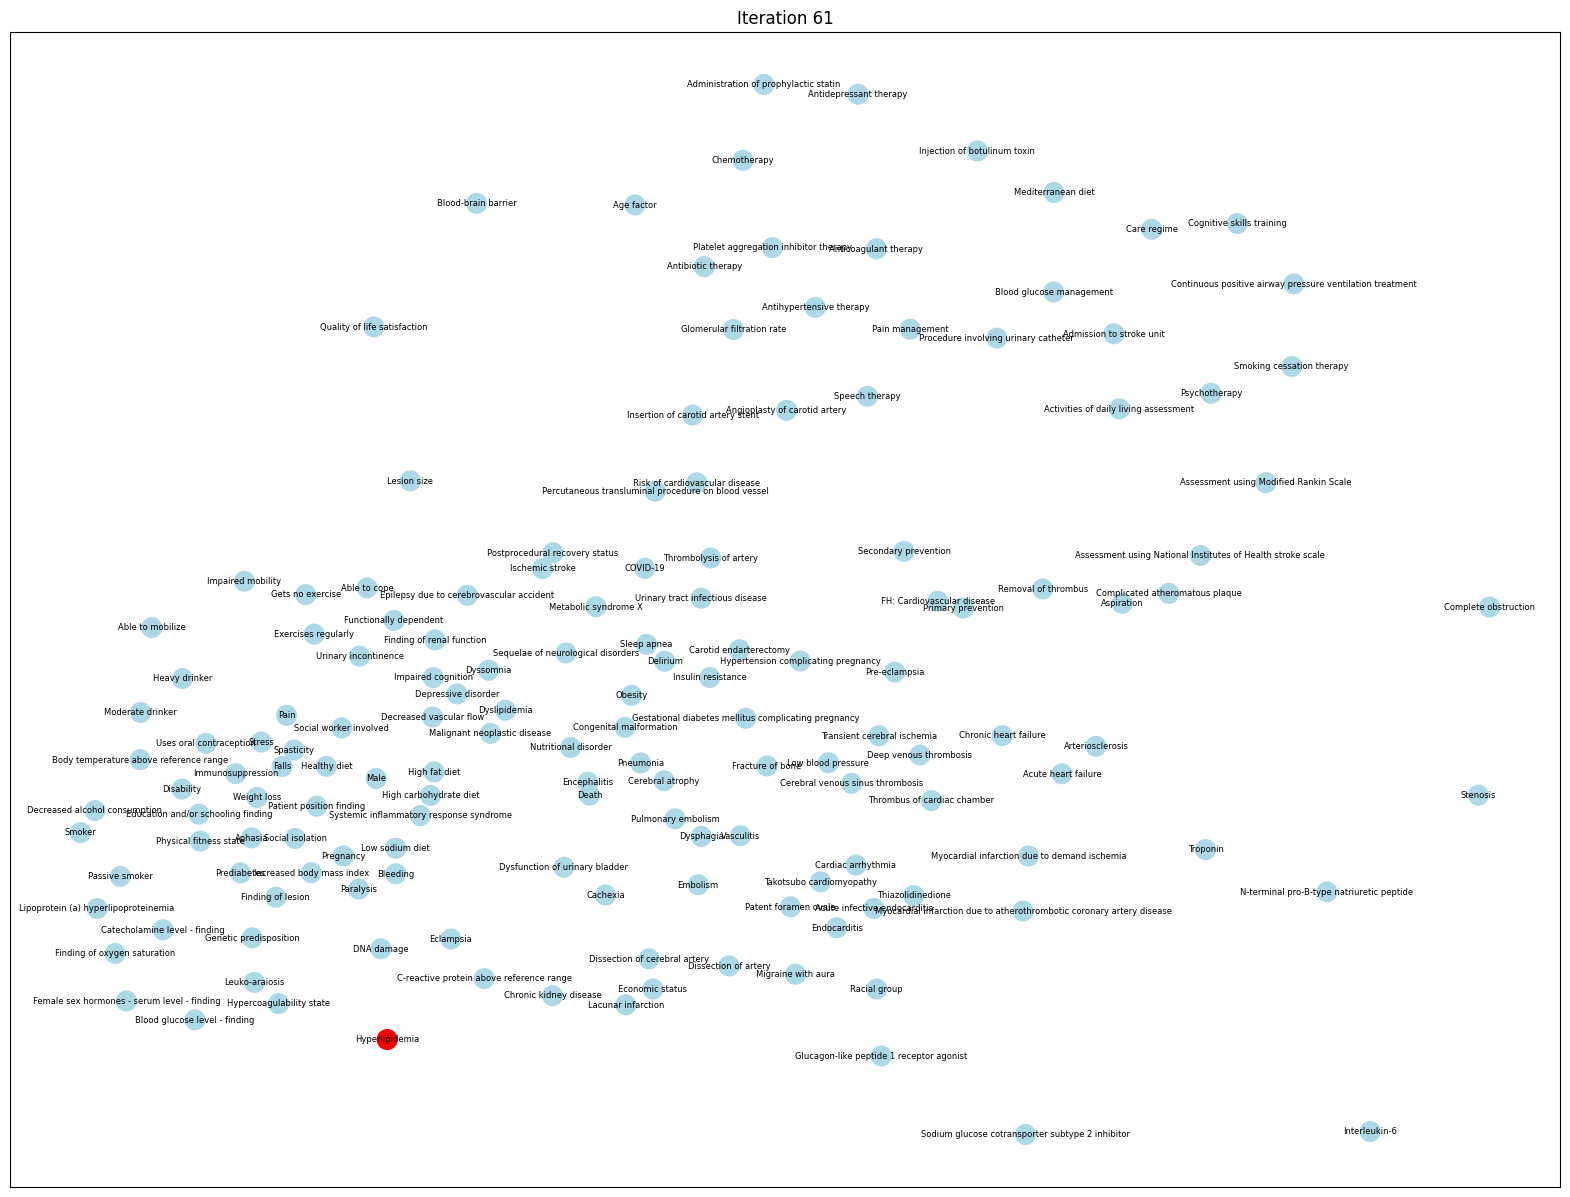 Iteration 61
Administration of prophylactic statin
Antidepressant therapy
Injection of botulinum toxin
Chemotherapy
Mediterranean diet
Blood-brain barrier
Age factor
Cognitive skills training
Care regime
Platelet aggregation inhibitor therapy
Anticoagulant therapy
Antibiotic therapy
Continuous positive airway pressure ventilation treatment
Blood glucose management
Antihypertensive therapy
Quality of life satisfaction
Glomerular filtration rate
Pain management
Procedure involving urinary catheter
Admission to stroke unit
Smoking cessation therapy
Psychotherapy
Speech therapy
Activities of daily living assessment
Angioplasty of carotid artery
Insertion of carotid artery stent
Lesion size
Risk of cardiovascular disease
Assessment using Modified Rankin Scale
Percutaneous transluminal procedure on blood vessel
Postprocedural recovery status
Secondary prevention
Thrombolysis of artery
Assessment using National Institutes of Health stroke scale
Ischemic stroke
COVID-19
Impaired mobility
Able to cope
Removal of thrombus
Gets no exercise
Epilepsy due to cerebrovascular accident
Complicated atheromatous plaque
Urinary tract infectious disease
FH: Cardiovascular disease
Aspiration
Metabolic syndrome X
Primary prevention
Complete obstruction
Functionally dependent
Able to mobilize
Exercises regularly
Finding of renal function
Sleep apnea
Carotid endarterectomy
Sequelae of neurological disorders
Urinary incontinence
Delirium
Hypertension complicating pregnancy
Dyssomnia
Pre-eclampsia
Impaired cognition
Insulin resistance
Heavy drinker
Depressive disorder
Obesity
Dyslipidemia
Moderate drinker
Pain
Decreased vascular flow
Gestational diabetes mellitus complicating pregnancy
Social worker involved
Congenital malformation
Malignant neoplastic disease
Transient cerebral ischemia
Chronic heart failure
Uses oral contraception
Stress
Arteriosclerosis
Nutritional disorder
Spasticity
Deep venous thrombosis
Body temperature above reference range
Pneumonia
Low blood pressure
Falls
Healthy diet
Fracture of bone
Immunosuppression
High fat diet
Acute heart failure
Male
Cerebral atrophy
Encephalitis
Cerebral venous sinus thrombosis
Disability
Death
High carbohydrate diet
Stenosis
Weight loss
Thrombus of cardiac chamber
Patient position finding
Decreased alcohol consumption
Education and/or schooling finding
Systemic inflammatory response syndrome
Pulmonary embolism
Smoker
Dysphagia
Vasculitis
Aphasia
Social isolation
Physical fitness state
Low sodium diet
Troponin
Pregnancy
Myocardial infarction due to demand ischemia
Cardiac arrhythmia
Dysfunction of urinary bladder
Prediabetes
Increased body mass index
Bleeding
Passive smoker
Takotsubo cardiomyopathy
Embolism
Paralysis
N-terminal pro-B-type natriuretic peptide
Cachexia
Thiazolidinedione
Finding of lesion
Patent foramen ovale
Acute infective endocarditis
Lipoprotein (a) hyperlipoproteinemia
Myocardial infarction due to atherothrombotic coronary artery disease
Endocarditis
Catecholamine level - finding
Genetic predisposition
Eclampsia
DNA damage
Finding of oxygen saturation
Dissection of cerebral artery
Dissection of artery
Migraine with aura
C-reactive protein above reference range
Leuko-araiosis
Economic status
Racial group
Chronic kidney disease
Female sex hormones - serum level - finding
Hypercoagulability state
Lacunar infarction
Blood glucose level - finding
Hyperlipidemia
Glucagon-like peptide 1 receptor agonist
Interleukin-6
Sodium glucose cotransporter subtype 2 inhibitor